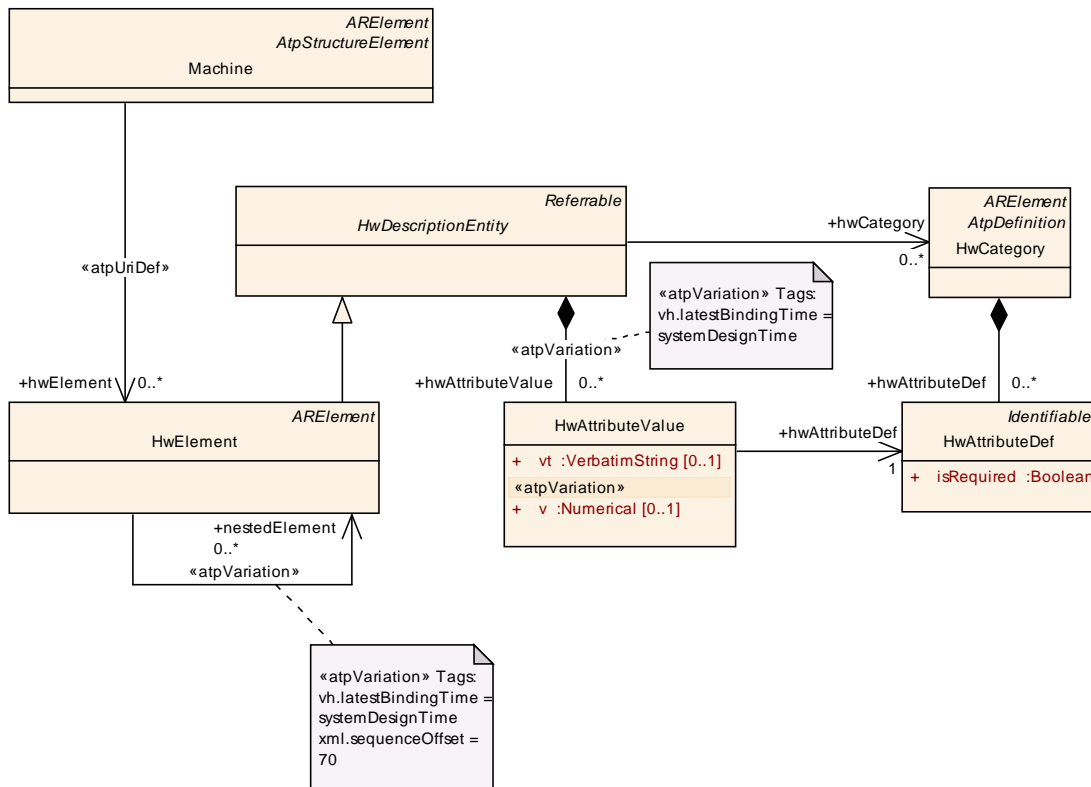 ARElement
AtpStructureElement
Machine
Referrable
HwDescriptionEntity
ARElement
AtpDefinition
HwCategory
+hwCategory
0..*
«atpUriDef»
«atpVariation» Tags:
vh.latestBindingTime =
systemDesignTime
«atpVariation»
+hwElement
0..*
+hwAttributeValue
0..*
+hwAttributeDef
0..*
ARElement
HwElement
HwAttributeValue
+ vt :VerbatimString [0..1]
«atpVariation»
+ v :Numerical [0..1]
+hwAttributeDef
1
Identifiable
HwAttributeDef
+ isRequired :Boolean
+nestedElement
0..*
«atpVariation»
«atpVariation» Tags:
vh.latestBindingTime =
systemDesignTime
xml.sequenceOffset =
70